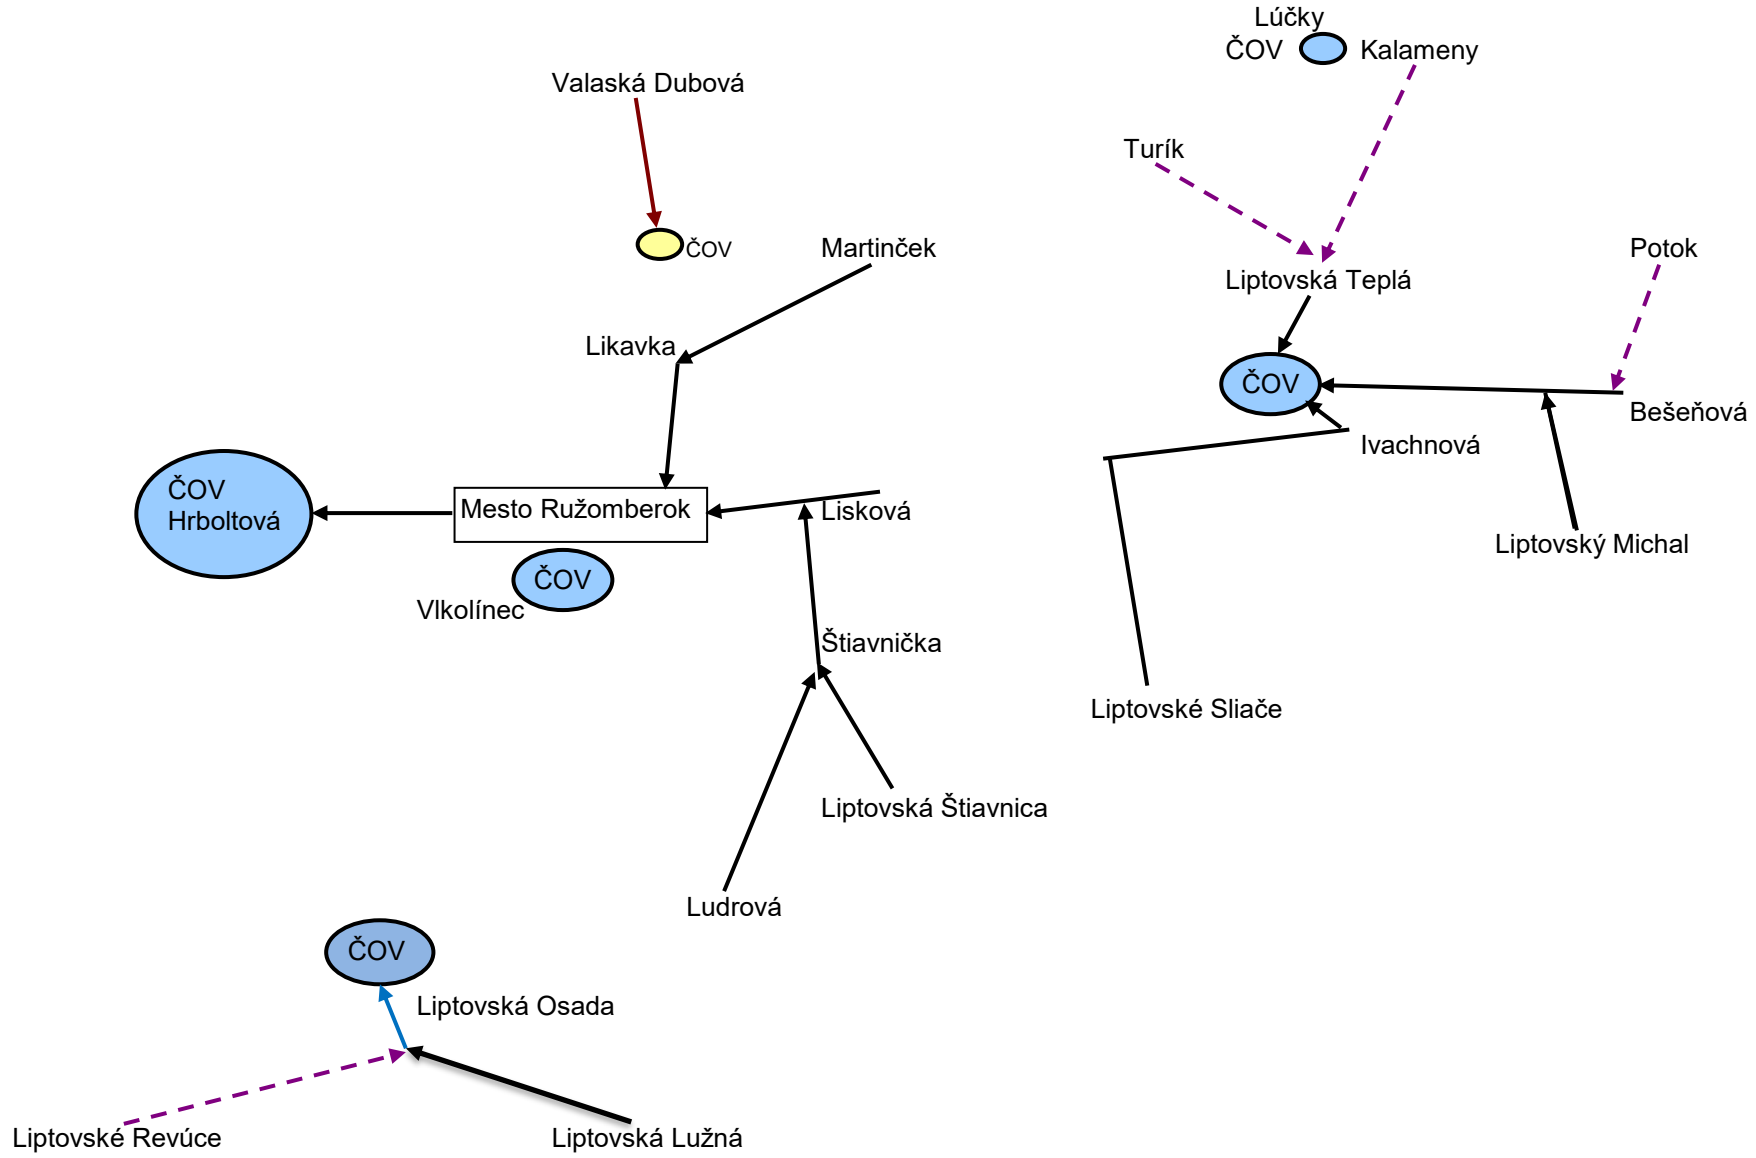 Lúčky
ČOV
Kalameny
Valaská Dubová
Turík
ČOV
Martinček
Potok
Liptovská Teplá
Likavka
ČOV
Bešeňová
Ivachnová
ČOV
Hrboltová
Mesto Ružomberok
Lisková
Liptovský Michal
ČOV
Vlkolínec
Štiavnička
Liptovské Sliače
Liptovská Štiavnica
Ludrová
ČOV
Liptovská Osada
Liptovské Revúce
Liptovská Lužná